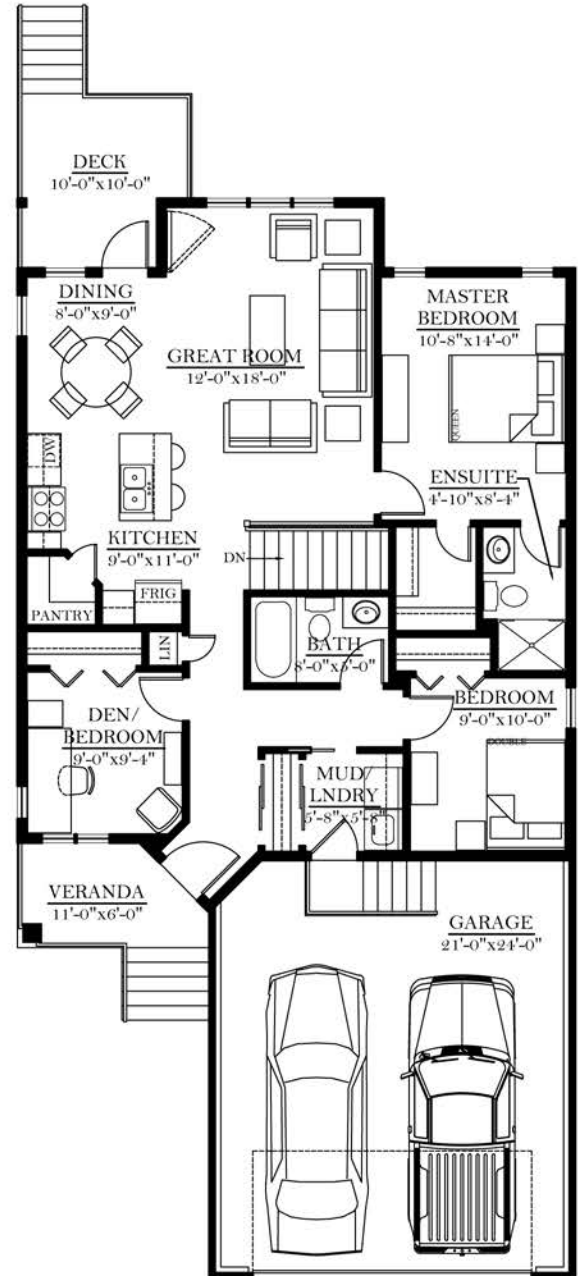 DECK
10'-0"x10'-0"
DINING
8'-0"x9'-0"
MASTER
BEDROOM
10'-8"x14'-0"
GREAT ROOM
12'-0"x18'-0"
QUEEN
DW
ENSUITE
4'-10"x8'-4"
KITCHEN
9'-0"x11'-0"
DN
FRIG
PANTRY
LIN
BATH
8'-0"x5'-0"
BEDROOM
9'-0"x10'-0"
DEN/
BEDROOM
9'-0"x9'-4"
DOUBLE
MUD/
LNDRY
5'-8"x5'-8"
VERANDA
11'-0"x6'-0"
GARAGE
21'-0"x24'-0"